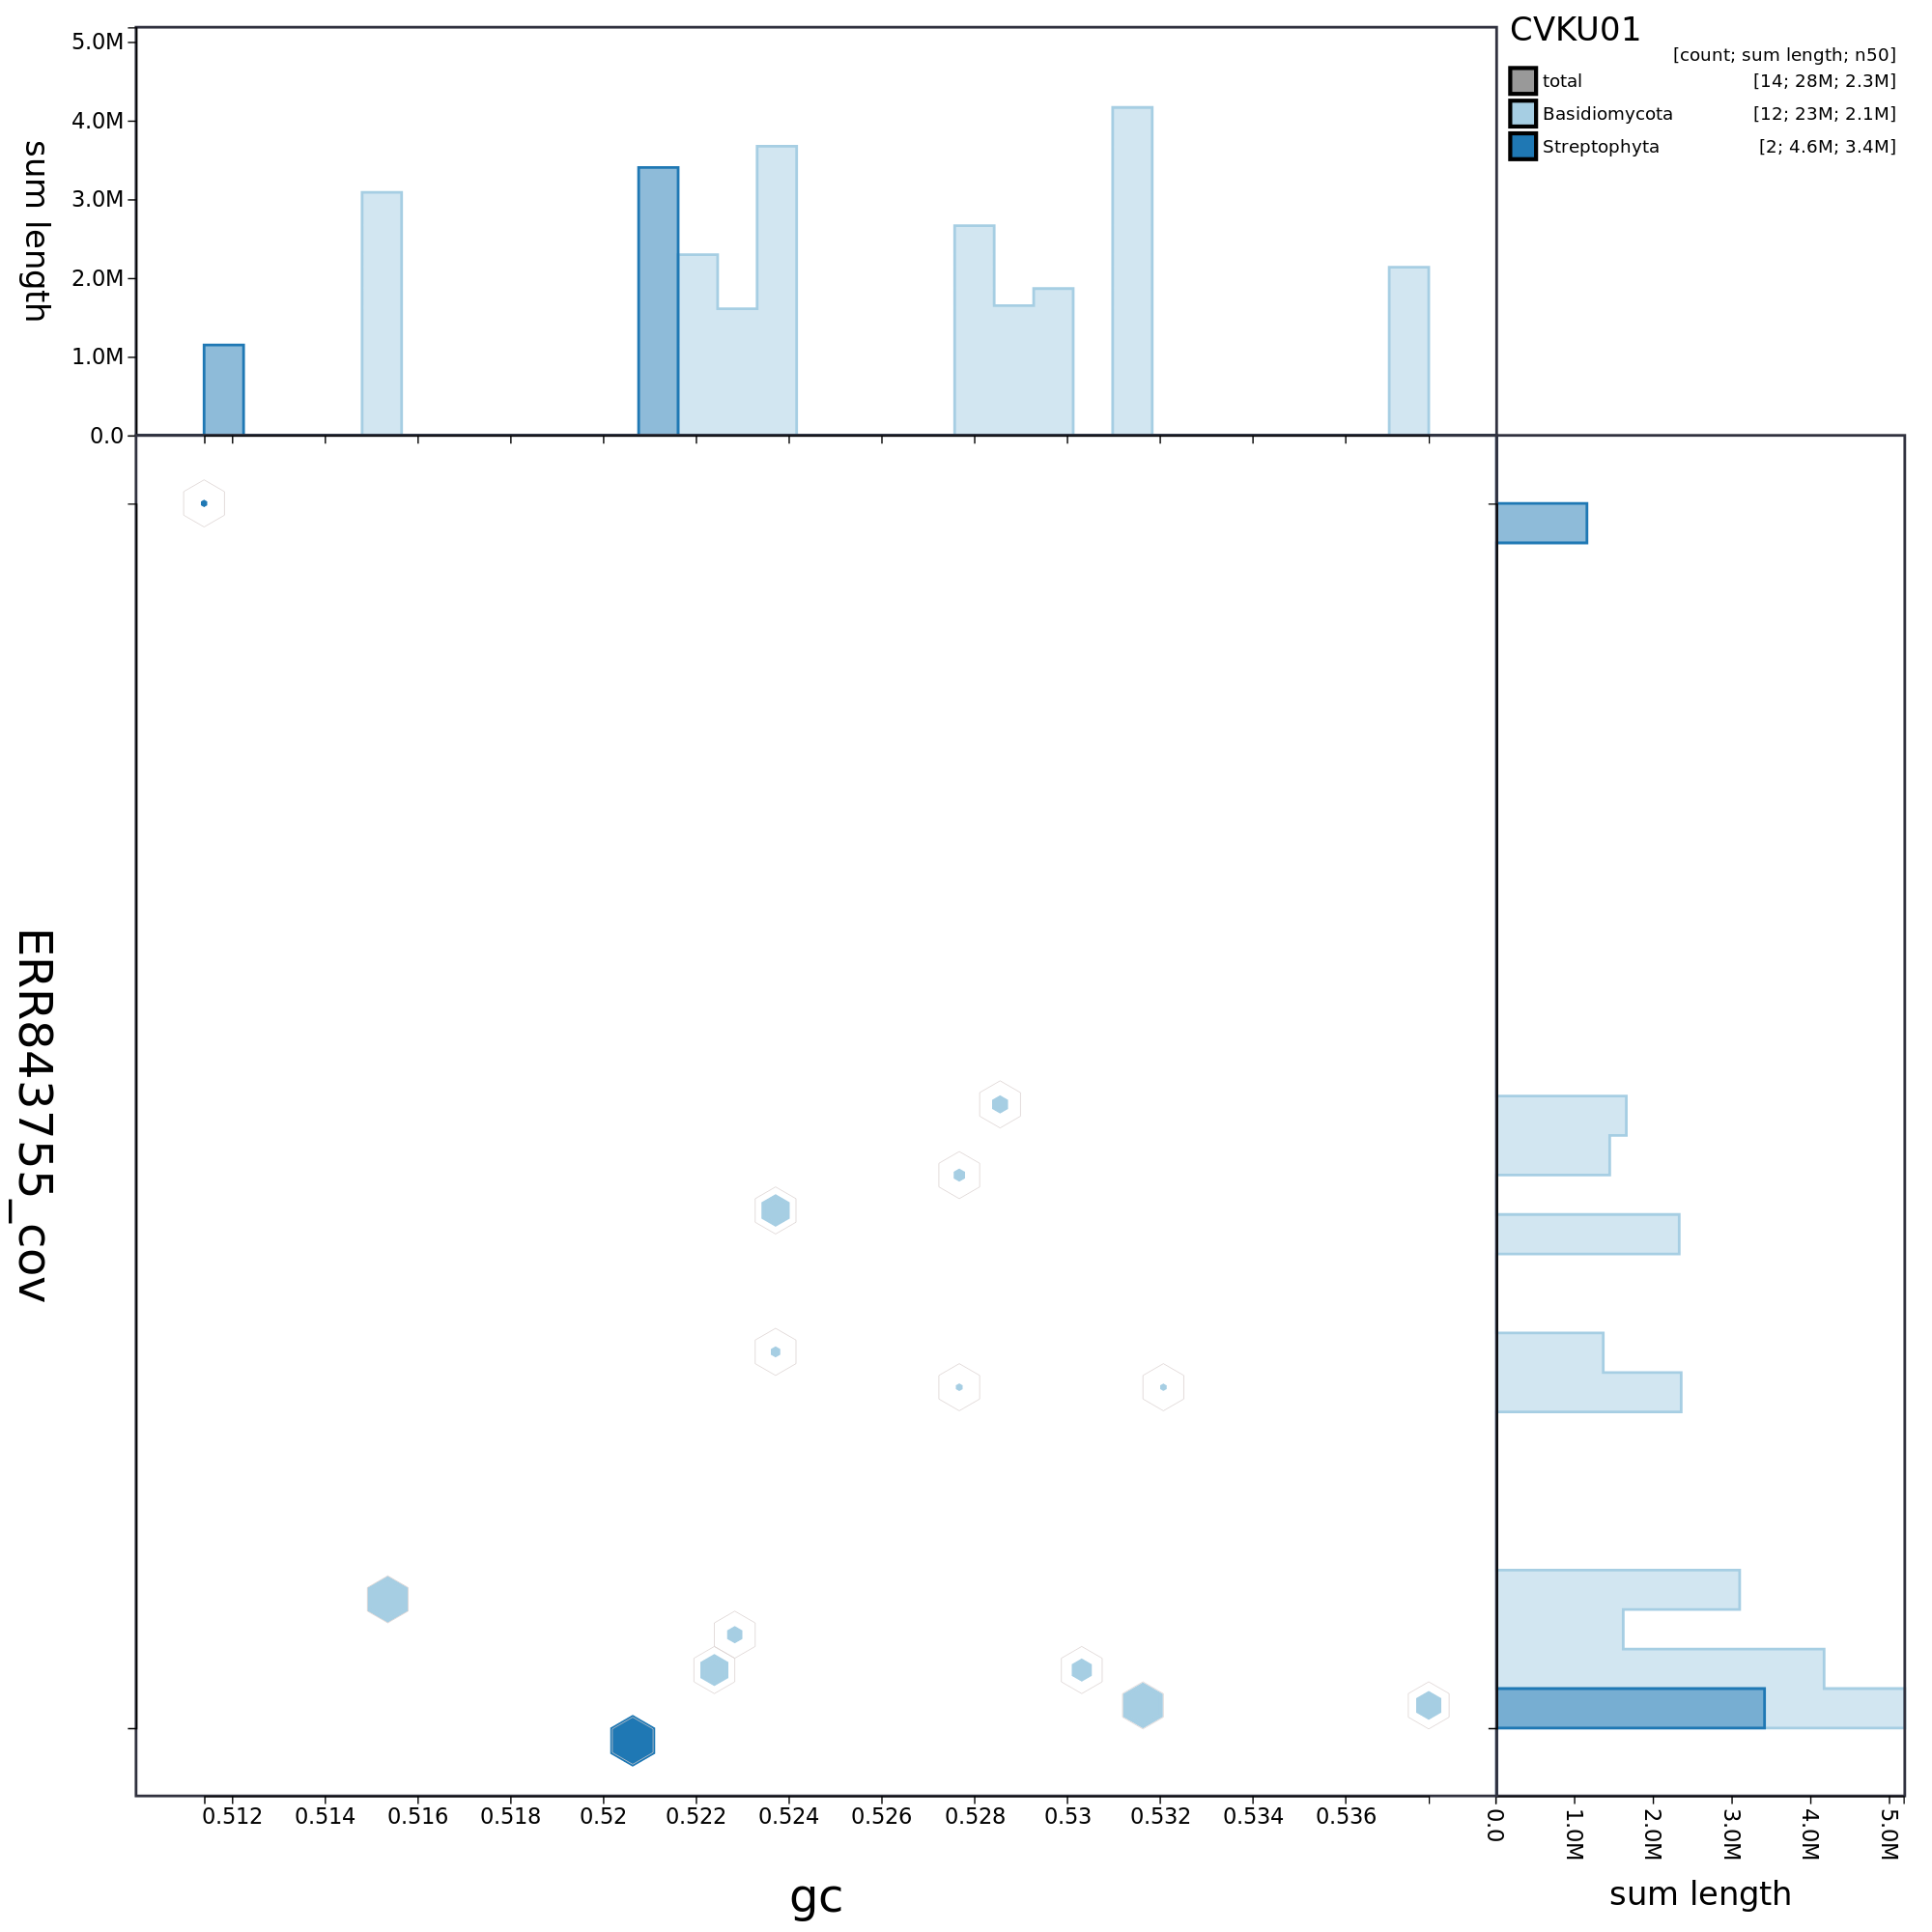 CVKU01
[count; sum length; n50]
total [14; 28M; 2.3M]
Basidiomycota [12; 23M; 2.1M]
Streptophyta [2; 4.6M; 3.4M]
sum length
5.0M
4.0M
3.0M
2.0M
1.0M
0.0
ERR843755_cov
0.512 0.514 0.516 0.518 0.52 0.522 0.524 0.526 0.528 0.53 0.532 0.534 0.536
gc
0.0 1.0M 2.0M 3.0M 4.0M 5.0M
sum length